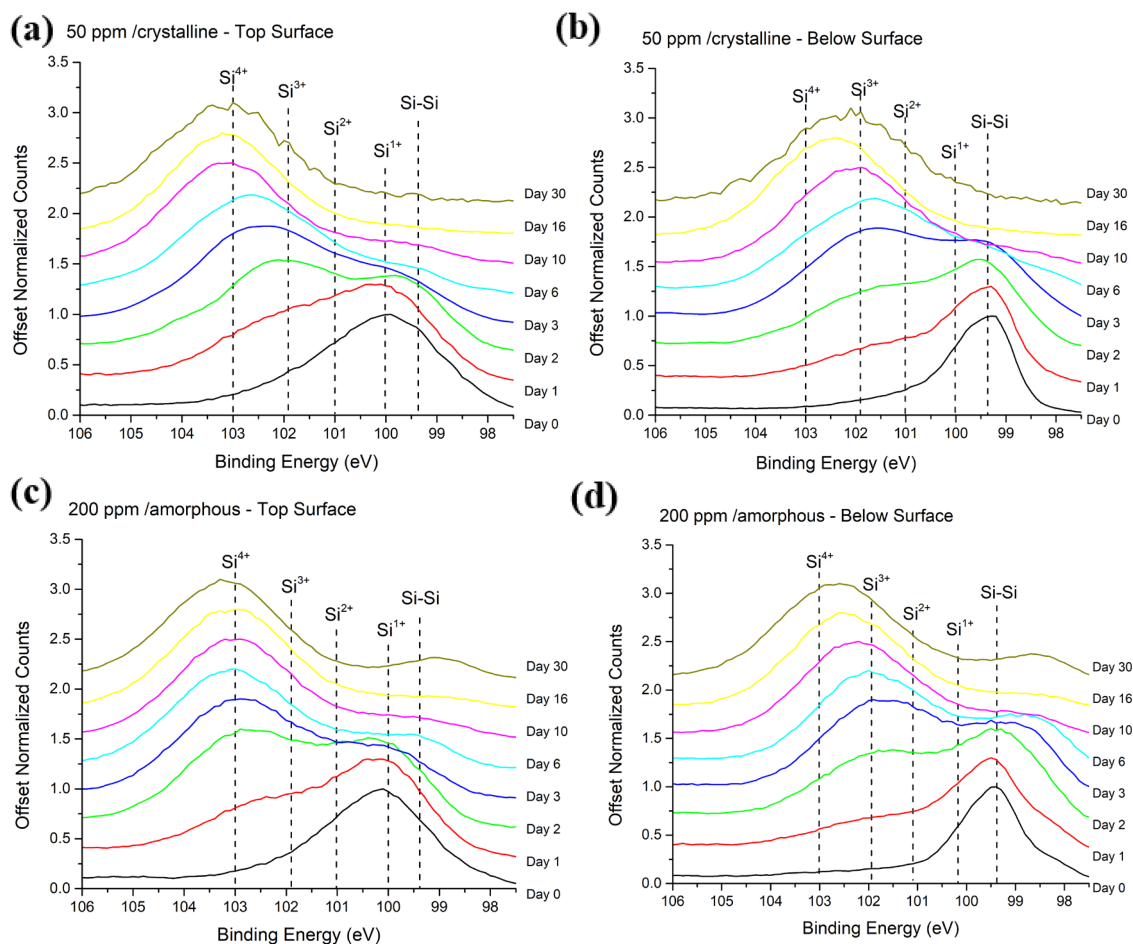 (a) 50 ppm /crystalline - Top Surface
3.5
3.0
2.5
2.0
1.5
1.0
0.5
0.0
Offset Normalized Counts
Si4+
Si3+
Si2+
Si1+
Si-Si
Day 30
Day 16
Day 10
Day 6
Day 3
Day 2
Day 1
Day 0
106 104 103 102 101 100 99 98
Binding Energy (eV)
(b) 50 ppm /crystalline - Below Surface
3.5
3.0
2.5
2.0
1.5
1.0
0.5
0.0
Offset Normalized Counts
Si4+
Si3+
Si2+
Si1+
Si-Si
Day 30
Day 16
Day 10
Day 6
Day 3
Day 2
Day 1
Day 0
106 105 104 103 102 101 100 99 98
Binding Energy (eV)
(c) 200 ppm /amorphous - Top Surface
3.5
3.0
2.5
2.0
1.5
1.0
0.5
0.0
Offset Normalized Counts
Si4+
Si3+
Si2+
Si1+
Si-Si
Day 30
Day 16
Day 10
Day 6
Day 3
Day 2
Day 1
Day 0
106 105 104 103 102 101 100 99 98
Binding Energy (eV)
(d) 200 ppm /amorphous - Below Surface
3.5
3.0
2.5
2.0
1.5
1.0
0.5
0.0
Offset Normalized Counts
Si4+
Si3+
Si2+
Si1+
Si-Si
Day 30
Day 16
Day 10
Day 6
Day 3
Day 2
Day 1
Day 0
106 105 104 103 102 101 100 99 98
Binding Energy (eV)